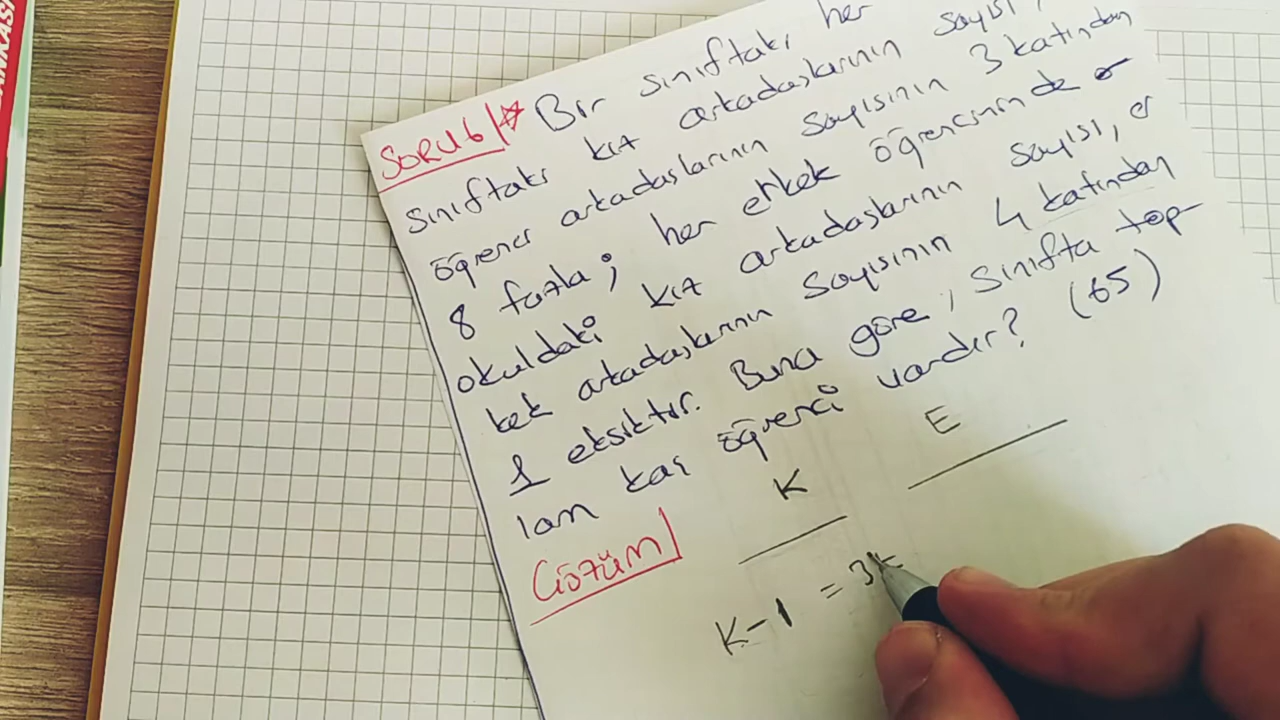 SORU 6 Bir sınıftaki her
sınıftaki kız arkadaşlarının sayısı,
öğrenci arkadaşlarının sayısının 3 katından
8 fazla; her erkek öğrencinin de o
okuldaki kız arkadaşlarının sayısı, er
kek arkadaşlarının sayısının 4 katından
1 eksiktir. Buna göre, sınıfta top-
lam kaç öğrenci vardır? (65)
Çözüm
K E
K-1 = 3